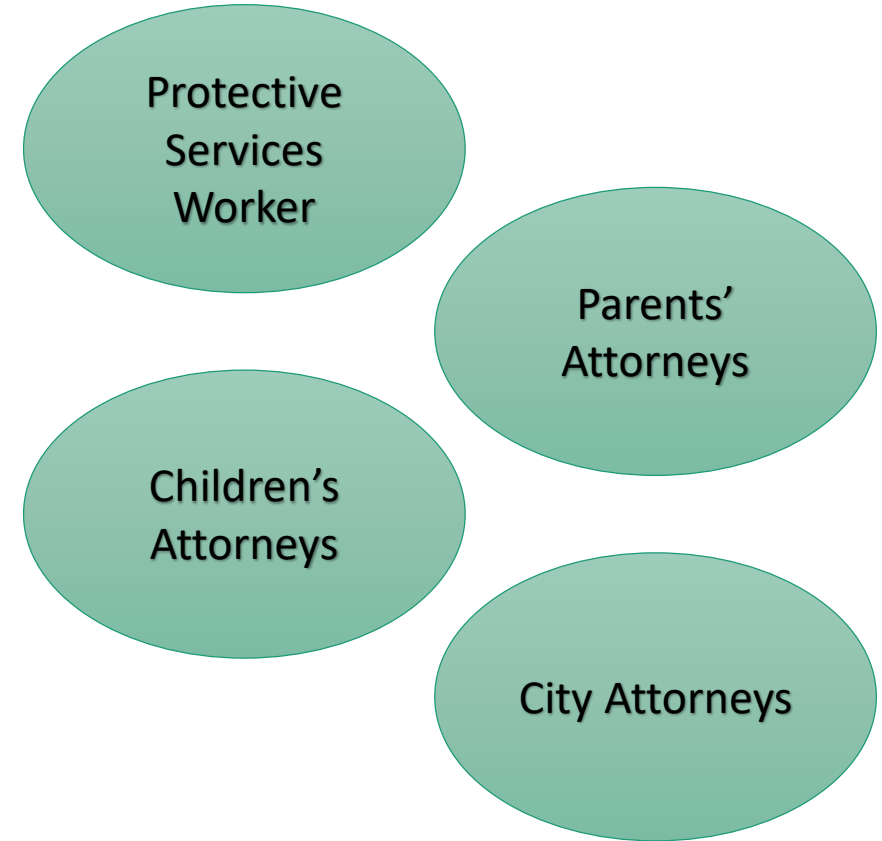 Protective
Services
Worker
Parents’
Attorneys
Children’s
Attorneys
City Attorneys